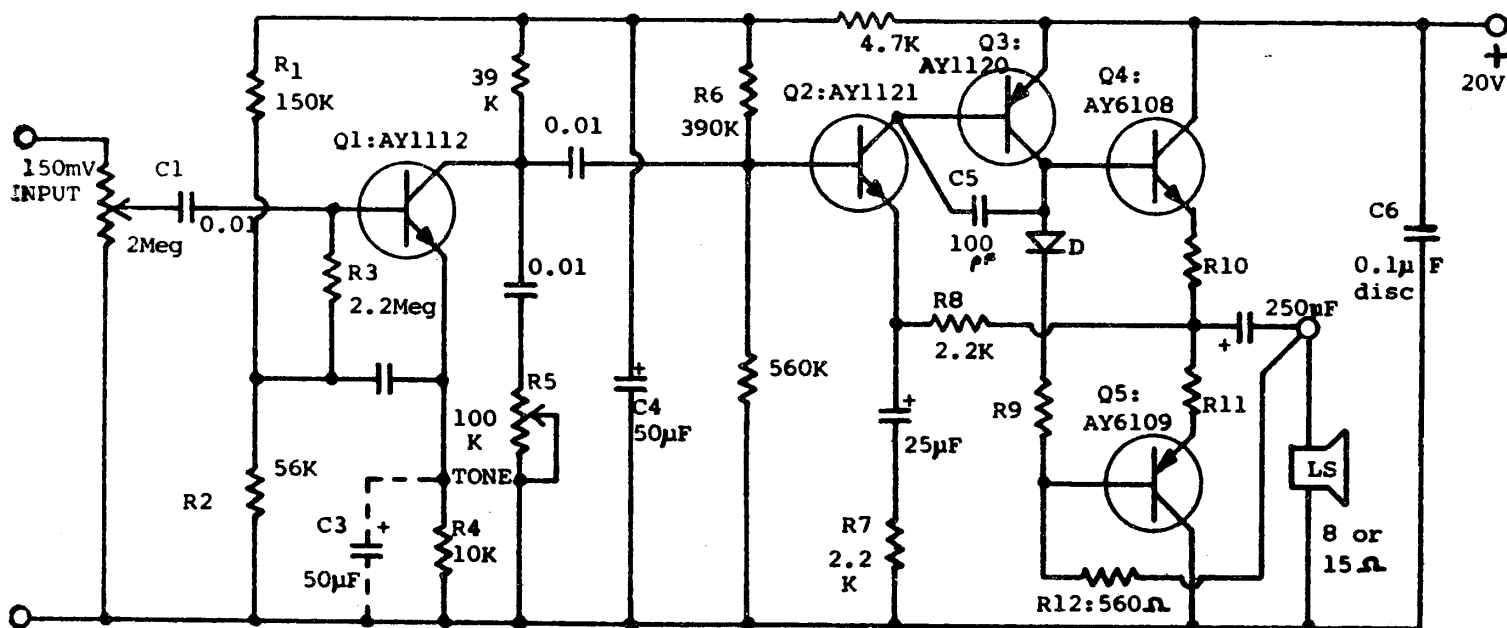 R1
150K
39
K
R6
390K
4.7K
Q3:
AY1120
Q2:AY1121
Q4:
AY6108
+
20V
150mV
INPUT
2Meg
C1
0.01
Q1:AY1112
0.01
R3
2.2Meg
0.01
C5
100
pF
D
R10
C6
0.1μF
disc
250μF
+
R8
2.2K
560K
R5
100
K
TONE
+
C4
50μF
+
25μF
R9
Q5:
AY6109
R11
LS
8 or
15Ω
56K
R2
C3
+
50μF
R4
10K
R7
2.2
K
R12:560Ω